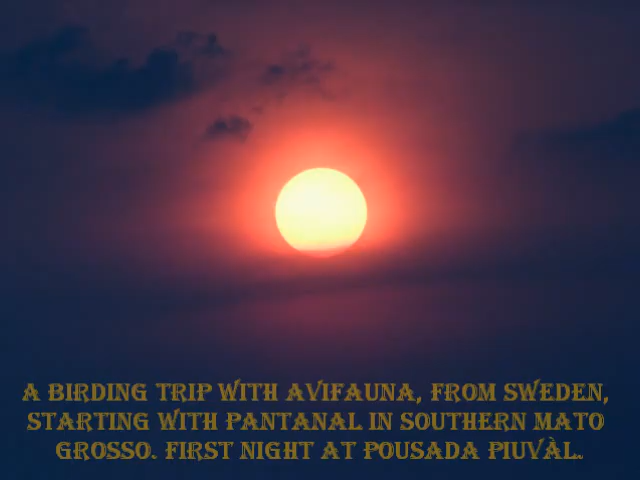 A BIRDING TRIP WITH AVIFAUNA, FROM SWEDEN,
STARTING WITH PANTANAL IN SOUTHERN MATO
GROSSO. FIRST NIGHT AT POUSADA PIUVÀL.